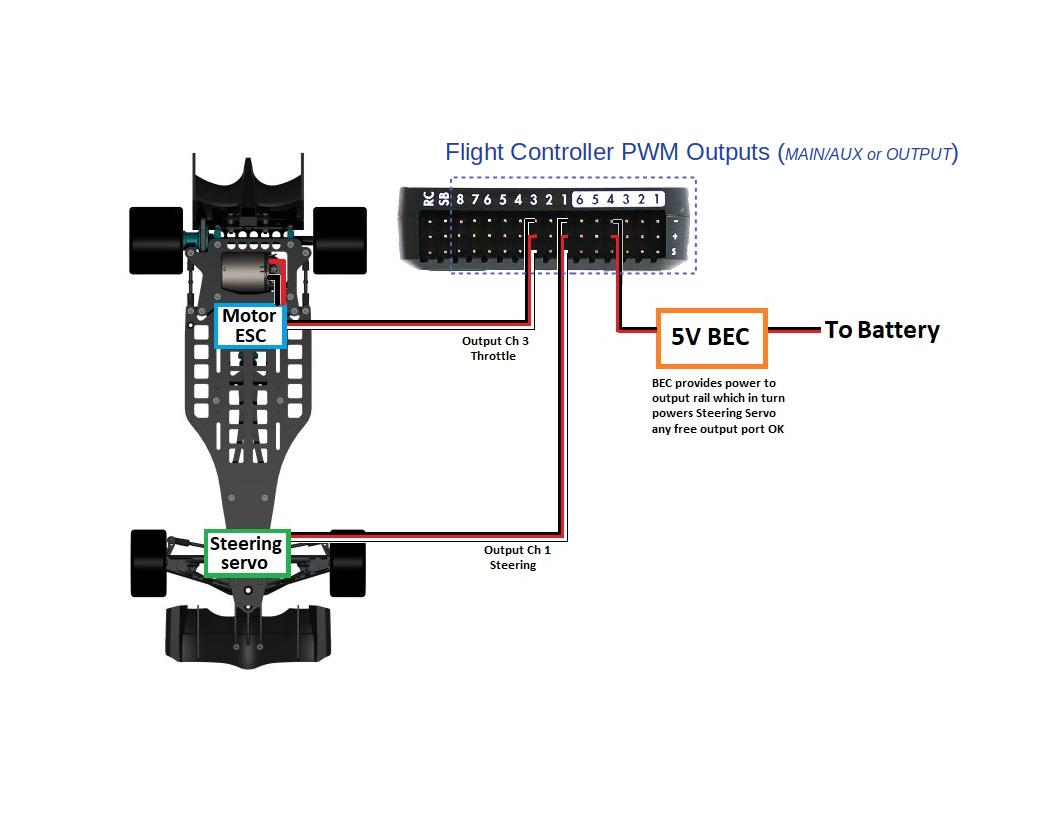 Flight Controller PWM Outputs (MAIN/AUX or OUTPUT)
RC SB 8 7 6 5 4 3 2 1 6 5 4 3 2 1
-
+
S
Motor
ESC
Output Ch 3
Throttle
5V BEC
To Battery
BEC provides power to
output rail which in turn
powers Steering Servo
any free output port OK
Steering
servo
Output Ch 1
Steering